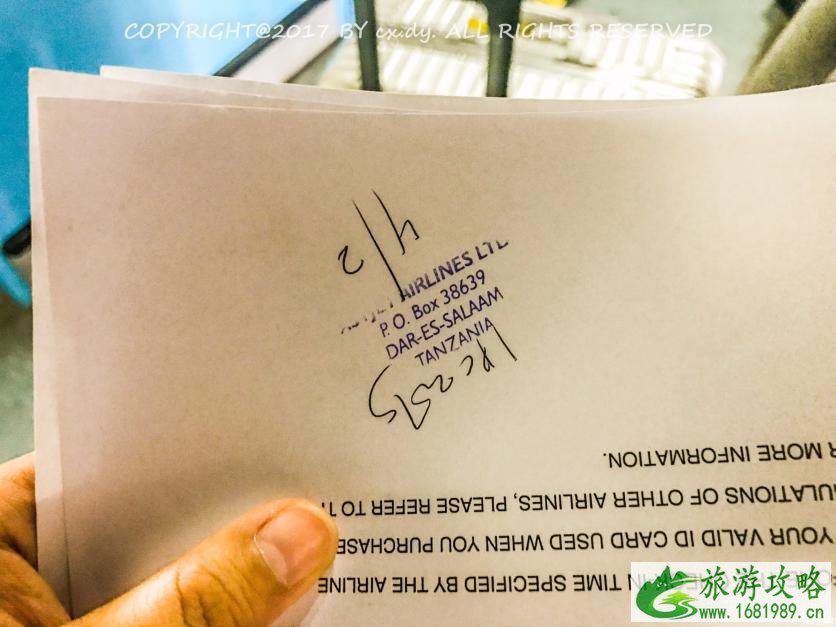 COPYRIGHT@2017 BY cx.dy. ALL RIGHTS RESERVED
AIRLINES LTD
P. O. Box 38639
DAR-ES-SALAAM
TANZANIA
IN TIME SPECIFIED BY THE AIRLINE
YOUR VALID ID CARD USED WHEN YOU PURCHASE
OF OTHER AIRLINES, PLEASE REFER TO
MORE INFORMATION.
旅游攻略
www.1681989.cn